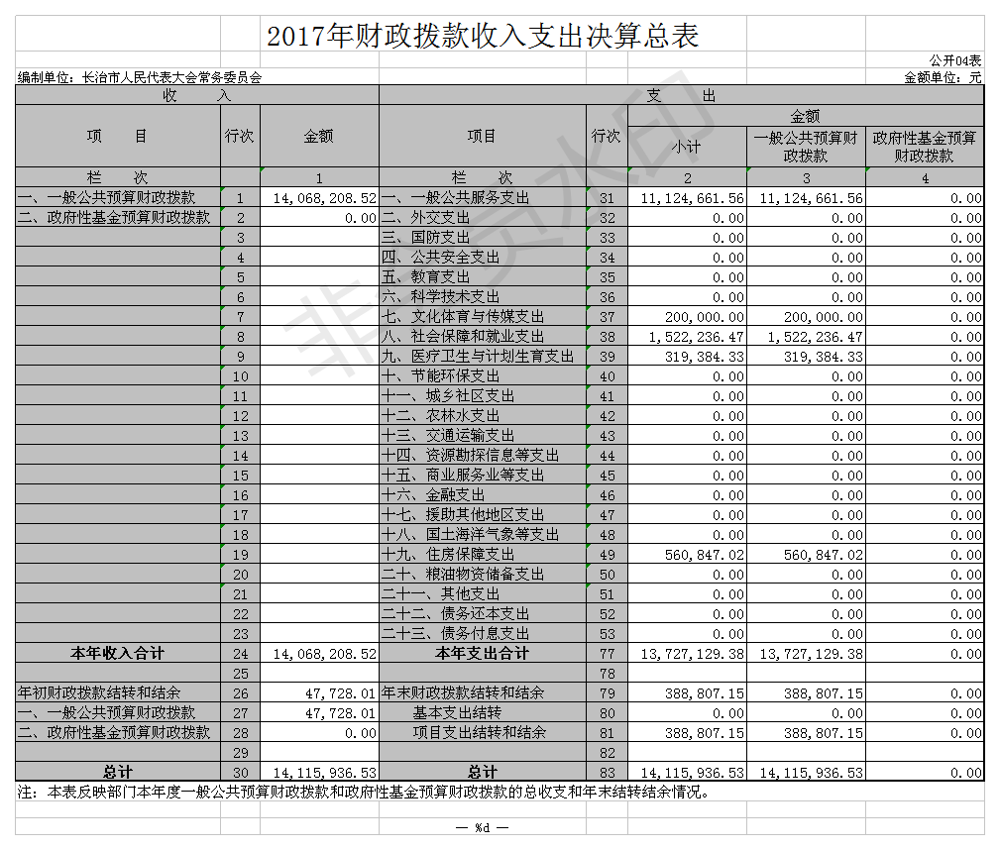 2017年财政拨款收入支出决算总表
公开04表
编制单位：长治市人民代表大会常务委员会 金额单位：元
收 入 支 出
项 目 行次 金额 项目 行次 金额
小计 一般公共预算财政拨款 政府性基金预算财政拨款
栏 次 1 栏 次 2 3 4
一、一般公共预算财政拨款 1 14,068,208.52 一、一般公共服务支出 31 11,124,661.56 11,124,661.56 0.00
二、政府性基金预算财政拨款 2 0.00 二、外交支出 32 0.00 0.00 0.00
3 三、国防支出 33 0.00 0.00 0.00
4 四、公共安全支出 34 0.00 0.00 0.00
5 五、教育支出 35 0.00 0.00 0.00
6 六、科学技术支出 36 0.00 0.00 0.00
7 七、文化体育与传媒支出 37 200,000.00 200,000.00 0.00
8 八、社会保障和就业支出 38 1,522,236.47 1,522,236.47 0.00
9 九、医疗卫生与计划生育支出 39 319,384.33 319,384.33 0.00
10 十、节能环保支出 40 0.00 0.00 0.00
11 十一、城乡社区支出 41 0.00 0.00 0.00
12 十二、农林水支出 42 0.00 0.00 0.00
13 十三、交通运输支出 43 0.00 0.00 0.00
14 十四、资源勘探信息等支出 44 0.00 0.00 0.00
15 十五、商业服务业等支出 45 0.00 0.00 0.00
16 十六、金融支出 46 0.00 0.00 0.00
17 十七、援助其他地区支出 47 0.00 0.00 0.00
18 十八、国土海洋气象等支出 48 0.00 0.00 0.00
19 十九、住房保障支出 49 560,847.02 560,847.02 0.00
20 二十、粮油物资储备支出 50 0.00 0.00 0.00
21 二十一、其他支出 51 0.00 0.00 0.00
22 二十二、债务还本支出 52 0.00 0.00 0.00
23 二十三、债务付息支出 53 0.00 0.00 0.00
本年收入合计 24 14,068,208.52 本年支出合计 77 13,727,129.38 13,727,129.38 0.00
25 78
年初财政拨款结转和结余 26 47,728.01 年末财政拨款结转和结余 79 388,807.15 388,807.15 0.00
一、一般公共预算财政拨款 27 47,728.01 基本支出结转 80 0.00 0.00 0.00
二、政府性基金预算财政拨款 28 0.00 项目支出结转和结余 81 388,807.15 388,807.15 0.00
29 82
总计 30 14,115,936.53 总计 83 14,115,936.53 14,115,936.53 0.00
注：本表反映部门本年度一般公共预算财政拨款和政府性基金预算财政拨款的总收支和年末结转结余情况。
— %d —
非会员水印